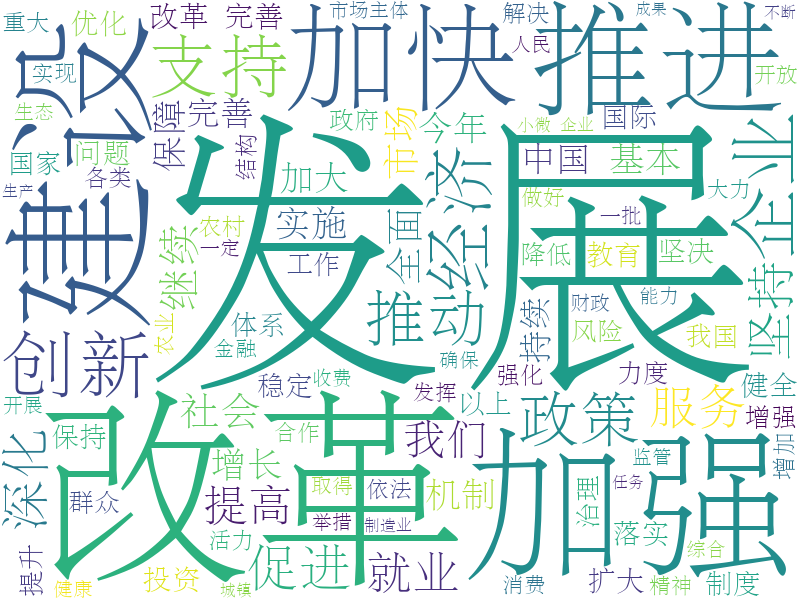 重大
优化
改革
完善
市场主体
解决
成果
不断
建设
实现
支持
加快
推进
人民
开放
生态
国家
问题
保障
完善
结构
政府
市场
今年
小微
企业
国际
企业
生产
各类
加大
发展
经济
中国
基本
做好
大力
继续
农村
一定
实施
全面
一批
降低
教育
坚决
坚持
工作
推动
农业
体系
金融
持续
财政
能力
风险
我国
创新
确保
稳定
收费
强化
力度
健全
开展
发挥
以上
增强
社会
合作
政策
服务
保持
改革
我们
加强
深化
增长
监管
增加
群众
提高
取得
依法
机制
治理
任务
举措
制造业
落实
活力
促进
就业
综合
提升
健康
投资
城镇
消费
扩大
精神
制度